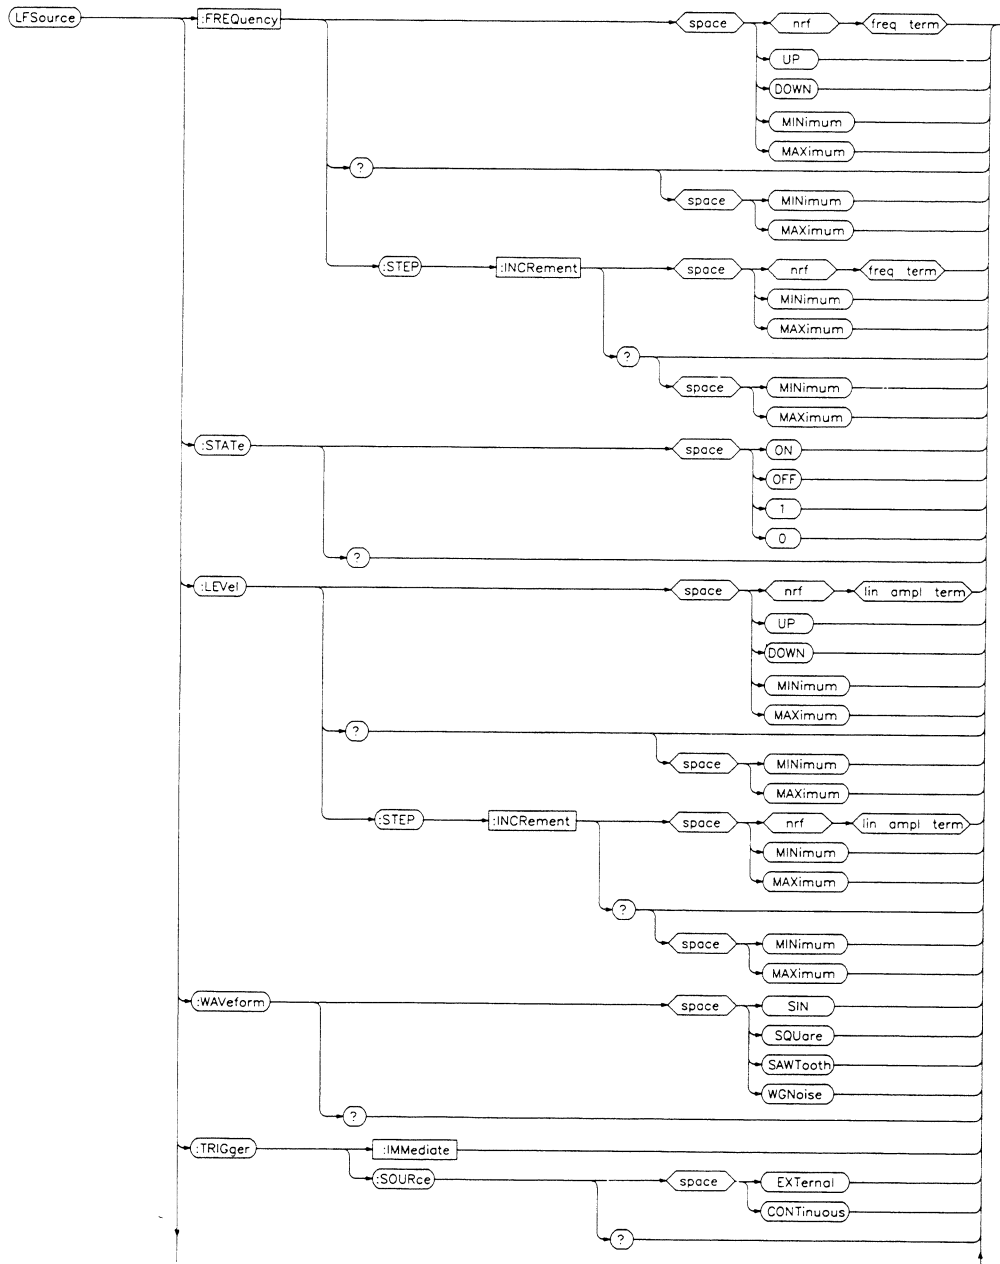 LFSource :FREQuency space nrf freq term
UP
DOWN
MINimum
MAXimum
?
space MINimum
MAXimum
:STEP :INCRement space nrf freq term
MINimum
MAXimum
?
space MINimum
MAXimum
:STATe space ON
OFF
1
0
?
:LEVel space nrf lin ampl term
UP
DOWN
MINimum
MAXimum
?
space MINimum
MAXimum
:STEP :INCRement space nrf lin ampl term
MINimum
MAXimum
?
space MINimum
MAXimum
:WAVeform space SIN
SQUare
SAWTooth
WGNoise
?
:TRIGger :IMMediate
:SOURce space EXTernal
CONTinuous
?